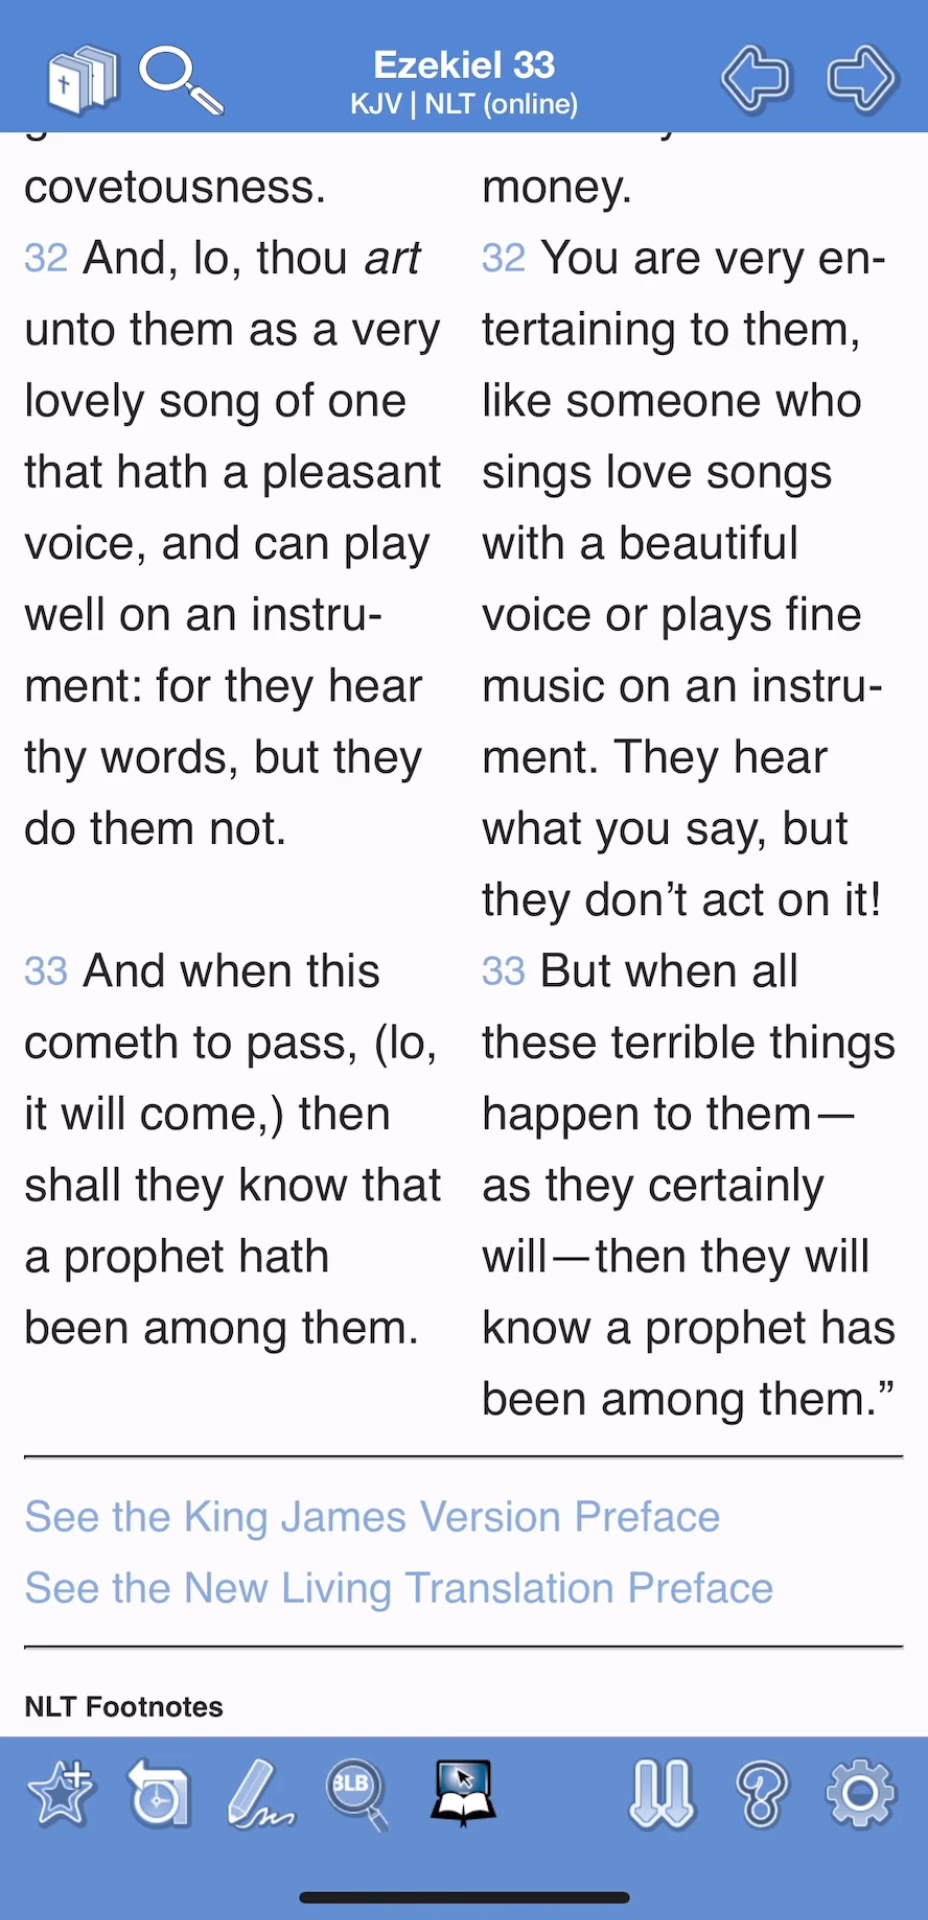 Ezekiel 33
KJV | NLT (online)
covetousness.
32 And, lo, thou art
unto them as a very
lovely song of one
that hath a pleasant
voice, and can play
well on an instru-
ment: for they hear
thy words, but they
do them not.
33 And when this
cometh to pass, (lo,
it will come,) then
shall they know that
a prophet hath
been among them.
money.
32 You are very en-
tertaining to them,
like someone who
sings love songs
with a beautiful
voice or plays fine
music on an instru-
ment. They hear
what you say, but
they don’t act on it!
33 But when all
these terrible things
happen to them—
as they certainly
will—then they will
know a prophet has
been among them.”
See the King James Version Preface
See the New Living Translation Preface
NLT Footnotes
BLB